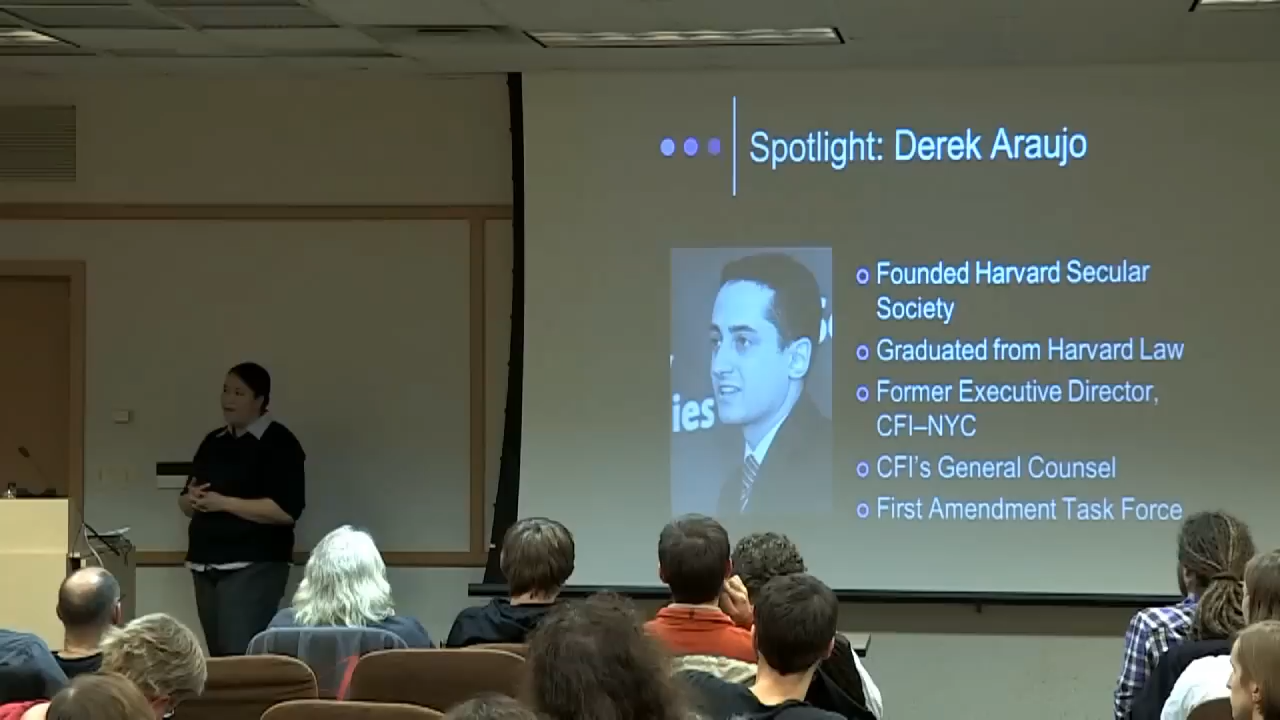 Spotlight: Derek Araujo
Founded Harvard Secular
Society
Graduated from Harvard Law
Former Executive Director,
CFI–NYC
CFI's General Counsel
First Amendment Task Force
ies